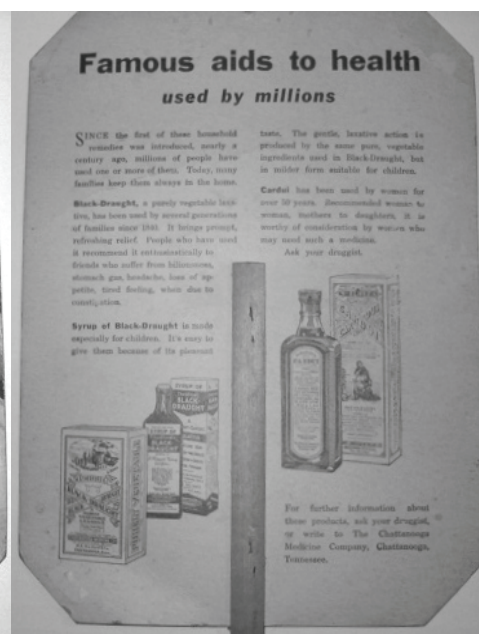 Famous aids to health
used by millions
SINCE the first of these household
remedies was introduced, nearly a
century ago, millions of people have
used one or more of them. Today, many
families keep them always in the home.
Black-Draught, a purely vegetable laxa-
tive, has been used by several generations
of families since 1840. It brings prompt,
refreshing relief. People who have used
it recommend it enthusiastically to
friends who suffer from biliousness,
stomach gas, headache, loss of ap-
petite, tired feeling, when due to
constipation.
Syrup of Black-Draught is made
especially for children. It's easy to
give them because of its pleasant
taste. The gentle, laxative action is
produced by the same pure, vegetable
ingredients used in Black-Draught, but
in milder form suitable for children.
Cardui has been used by women for
over 50 years. Recommended woman to
woman, mothers to daughters, it is
worthy of consideration by women who
may need such a medicine.
Ask your druggist.
SYRUP OF
BLACK-
DRAUGHT
CARDUI
For further information about
these products, ask your druggist,
or write to The Chattanooga
Medicine Company, Chattanooga,
Tennessee.